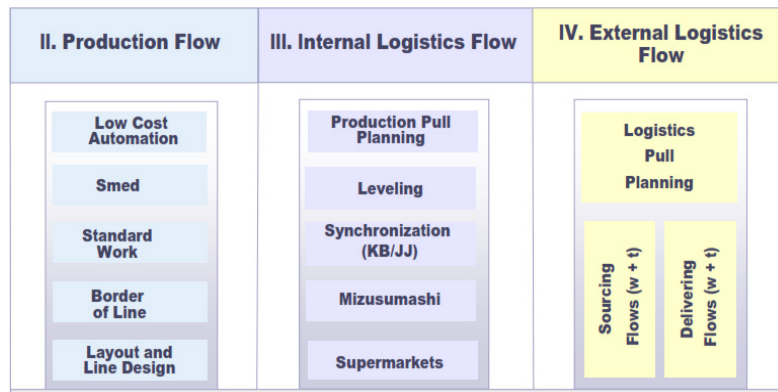 II. Production Flow
Low Cost
Automation
Smed
Standard
Work
Border
of Line
Layout and
Line Design
III. Internal Logistics Flow
Production Pull
Planning
Leveling
Synchronization
(KB/JJ)
Mizusumashi
Supermarkets
IV. External Logistics
Flow
Logistics
Pull
Planning
Sourcing
Flows (w + t)
Delivering
Flows (w + t)